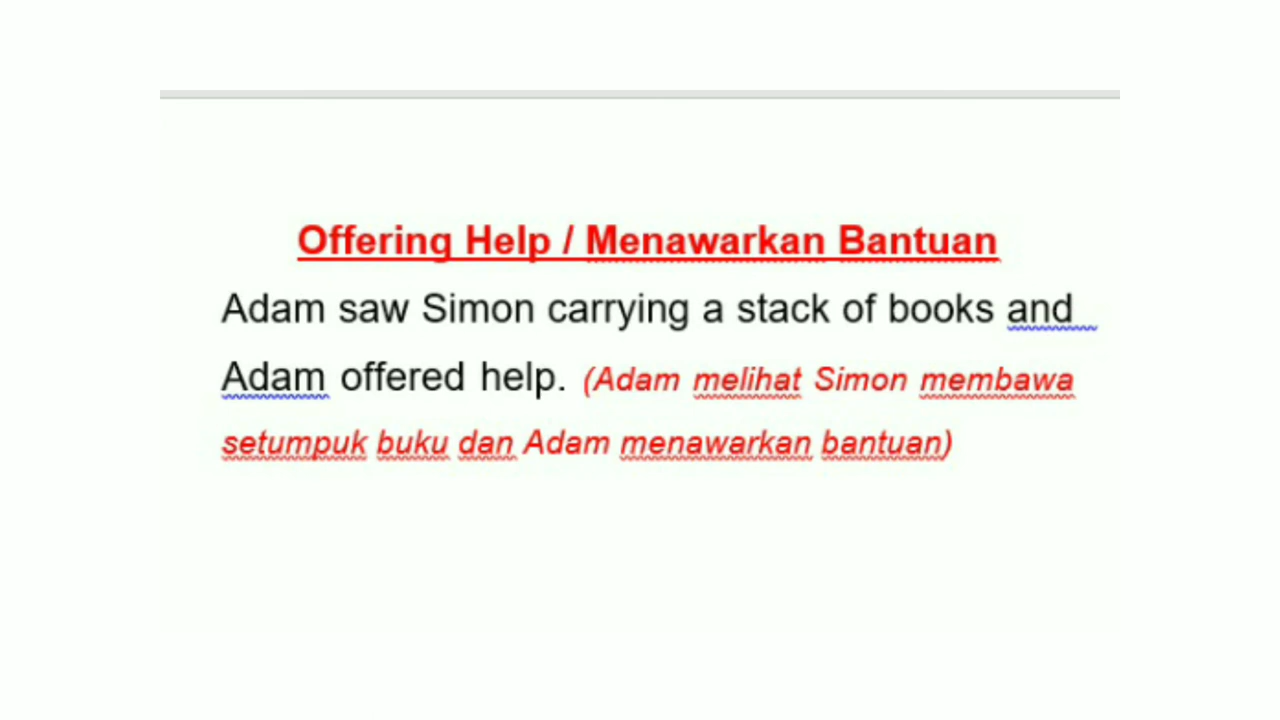 Offering Help / Menawarkan Bantuan
Adam saw Simon carrying a stack of books and
Adam offered help. (Adam melihat Simon membawa
setumpuk buku dan Adam menawarkan bantuan)